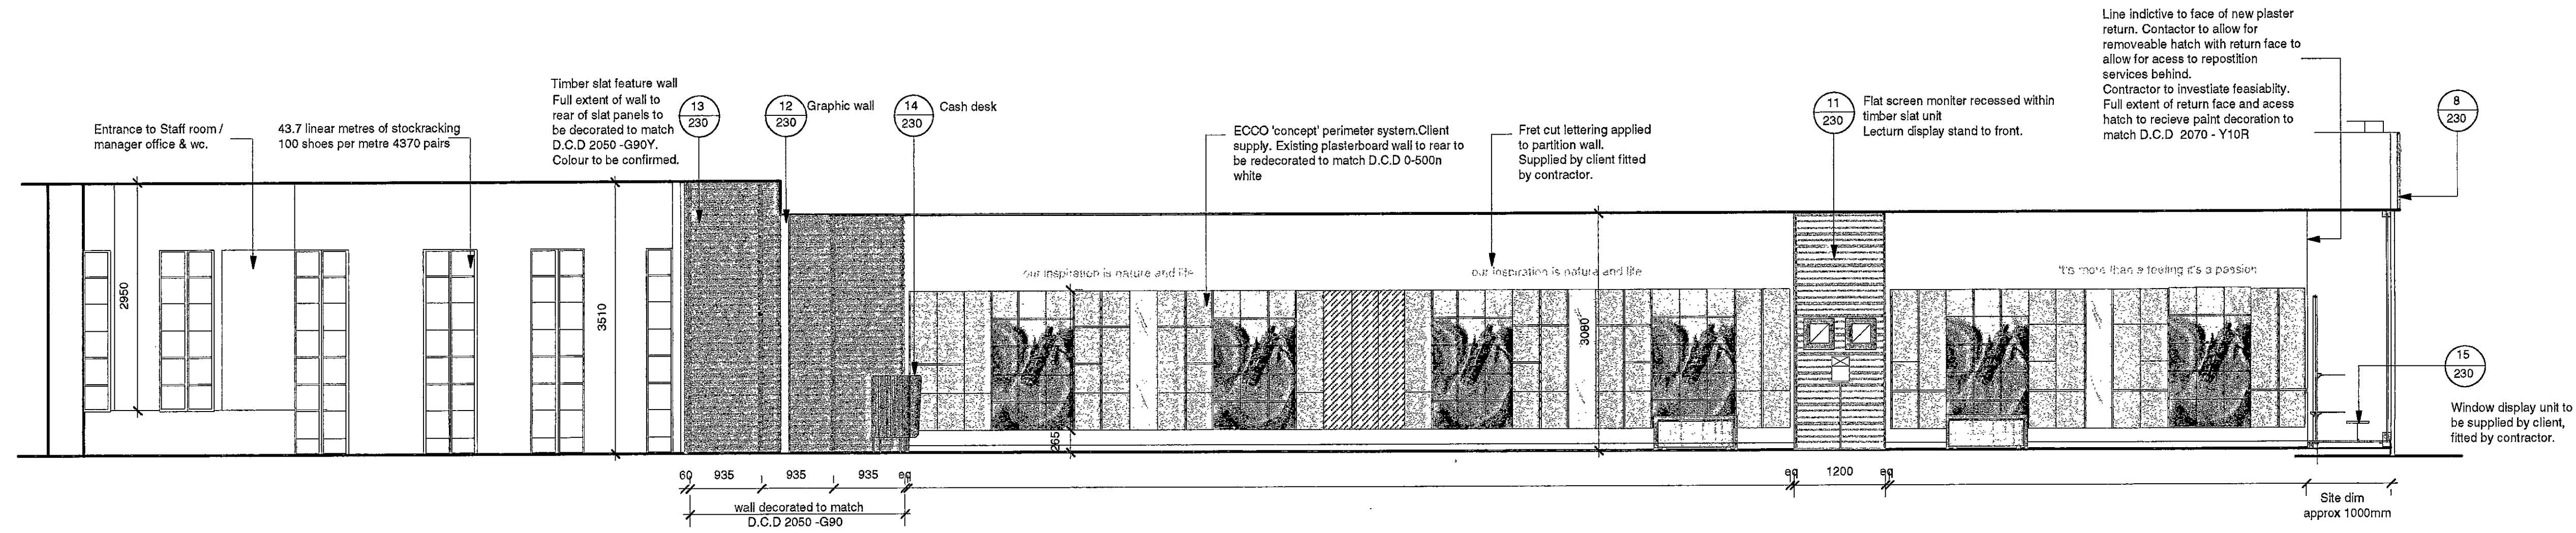 Line indictive to face of new plaster
return. Contactor to allow for
removeable hatch with return face to
allow for acess to repostition
services behind.
Contractor to investiate feasiablity.
Full extent of return face and acess
hatch to recieve paint decoration to
match D.C.D 2070 - Y10R
Timber slat feature wall
Full extent of wall to
rear of slat panels to
be decorated to match
D.C.D 2050 -G90Y.
Colour to be confirmed.
13
230
12
230
Graphic wall
14
230
Cash desk
11
230
Flat screen moniter recessed within
timber slat unit
Lecturn display stand to front.
8
230
Entrance to Staff room /
manager office & wc.
43.7 linear metres of stockracking
100 shoes per metre 4370 pairs
ECCO 'concept' perimeter system.Client
supply. Existing plasterboard wall to rear to
be redecorated to match D.C.D 0-500n
white
Fret cut lettering applied
to partition wall.
Supplied by client fitted
by contractor.
our inspiration is nature and life
our inspiration is nature and life
it's more than a feeling it's a passion
2950
3510
3080
265
15
230
Window display unit to
be supplied by client,
fitted by contractor.
60 935 935 935 eq
eq 1200 eq
wall decorated to match
D.C.D 2050 -G90
Site dim
approx 1000mm